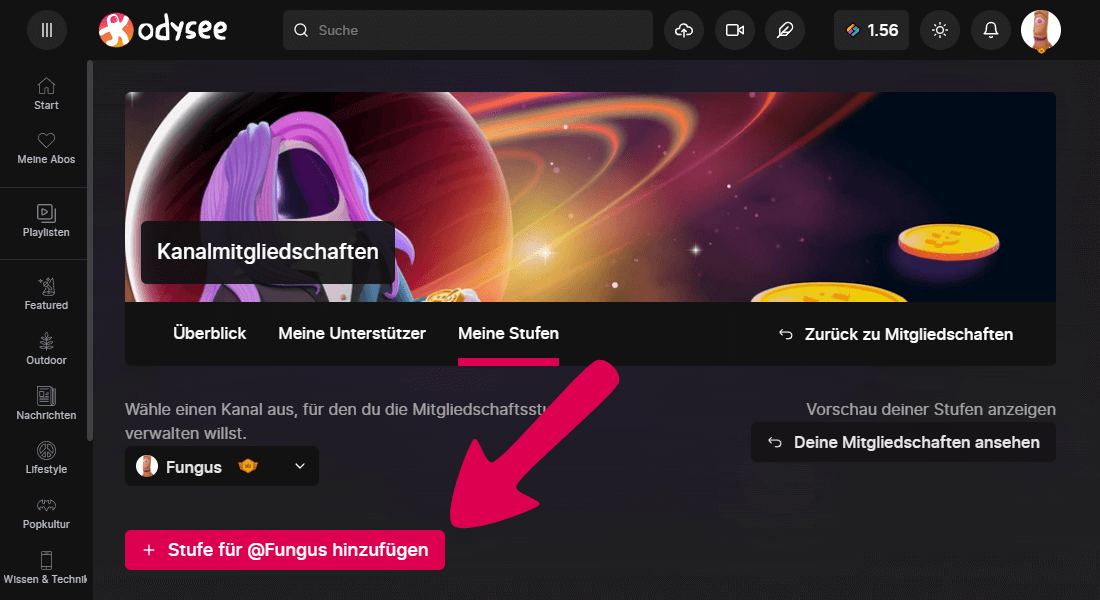 odysee
Suche
1.56
Start
Meine Abos
Playlisten
Featured
Outdoor
Nachrichten
Lifestyle
Popkultur
Wissen & Technik
Kanalmitgliedschaften
Überblick
Meine Unterstützer
Meine Stufen
Zurück zu Mitgliedschaften
Wähle einen Kanal aus, für den du die
verwalten willst.
Fungus
Vorschau deiner Stufen anzeigen
Deine Mitgliedschaften ansehen
+ Stufe für @Fungus hinzufügen